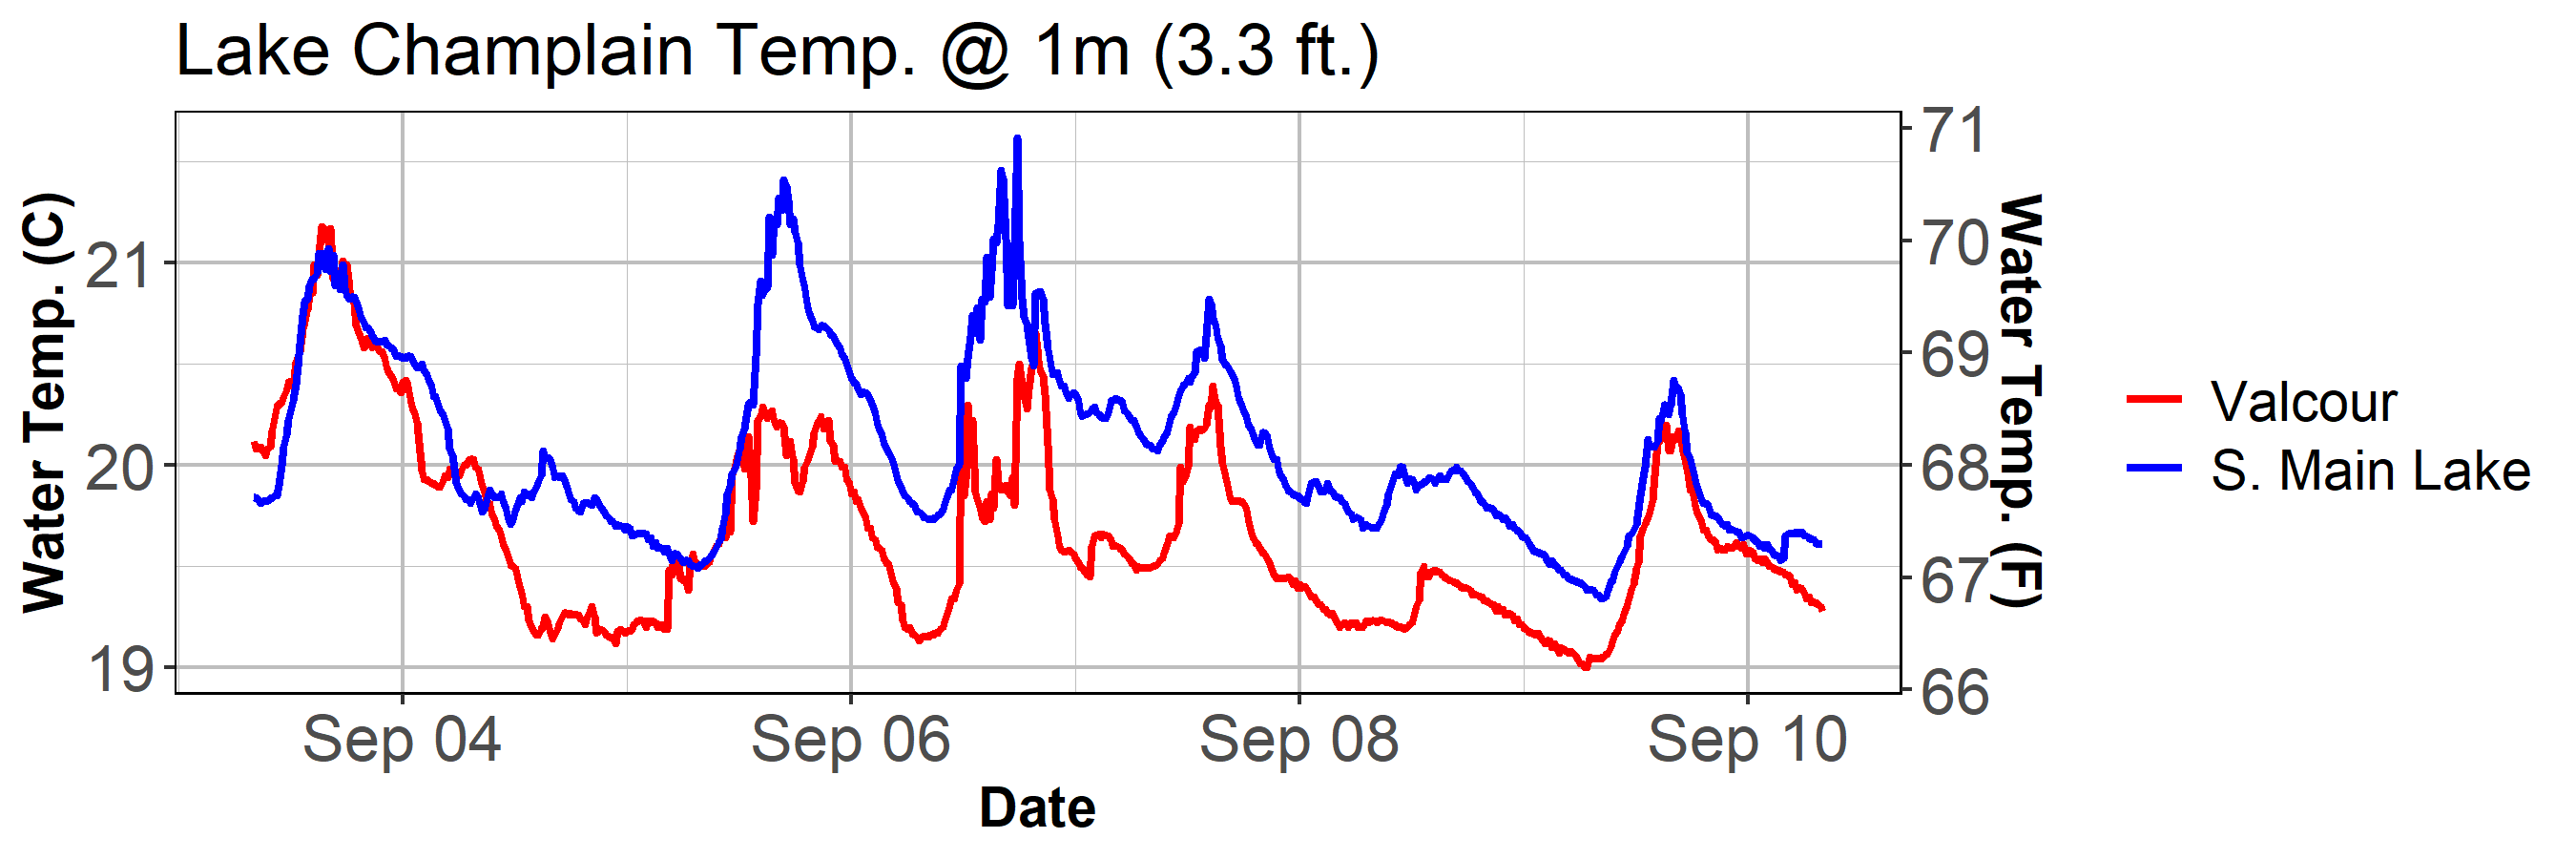 Lake Champlain Temp. @ 1m (3.3 ft.)
Water Temp. (C)
21
20
19
71
70
69
68
67
66
Water Temp. (F)
Sep 04
Sep 06
Sep 08
Sep 10
Date
Valcour
S. Main Lake